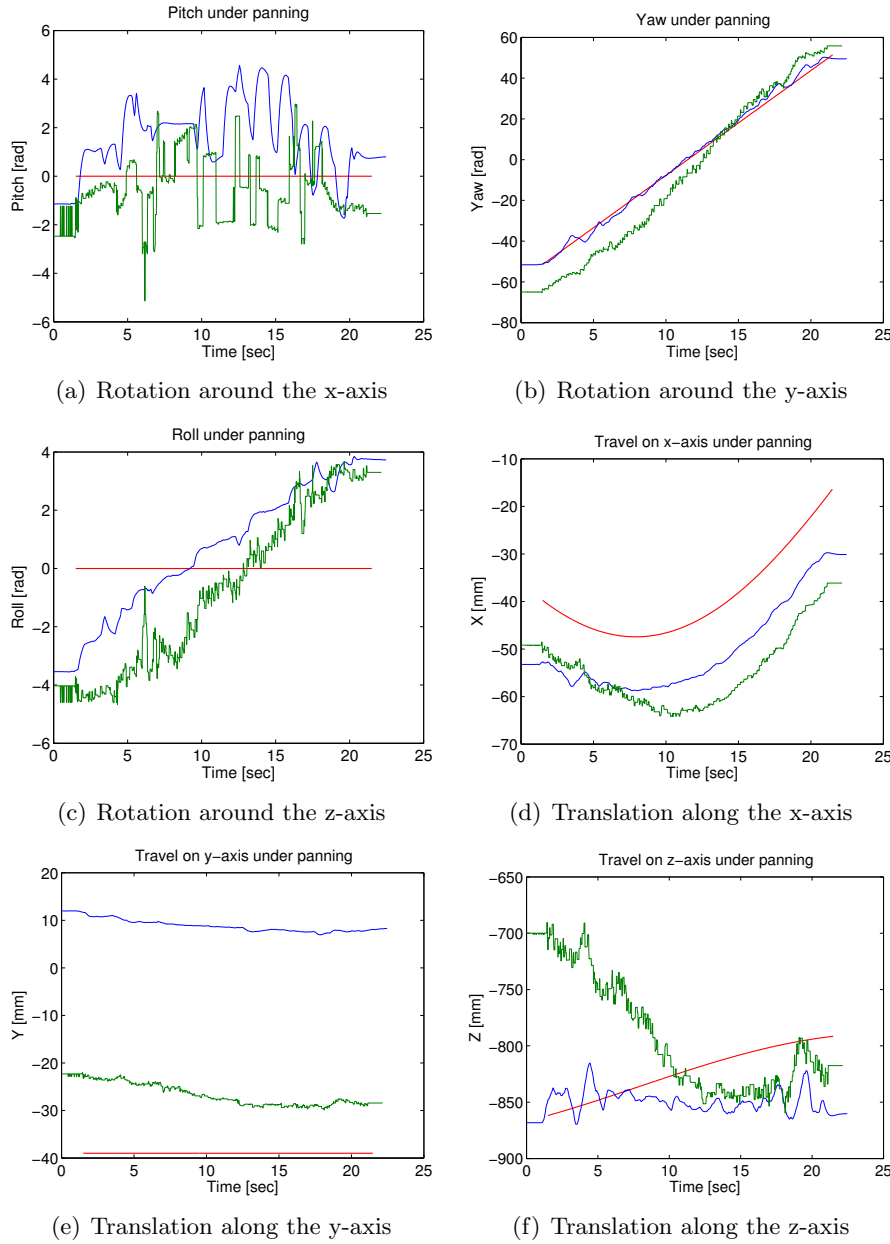 Pitch under panning
6
4
2
0
−2
−4
−6
Pitch [rad]
0 5 10 15 20 25
Time [sec]
(a) Rotation around the x-axis
Yaw under panning
60
40
20
0
−20
−40
−60
−80
Yaw [rad]
0 5 10 15 20 25
Time [sec]
(b) Rotation around the y-axis
Roll under panning
4
2
0
−2
−4
−6
Roll [rad]
0 5 10 15 20 25
Time [sec]
(c) Rotation around the z-axis
Travel on x−axis under panning
−10
−20
−30
−40
−50
−60
−70
X [mm]
0 5 10 15 20 25
Time [sec]
(d) Translation along the x-axis
Travel on y−axis under panning
20
10
0
−10
−20
−30
−40
Y [mm]
0 5 10 15 20 25
Time [sec]
(e) Translation along the y-axis
Travel on z−axis under panning
−650
−700
−750
−800
−850
−900
Z [mm]
0 5 10 15 20 25
Time [sec]
(f) Translation along the z-axis